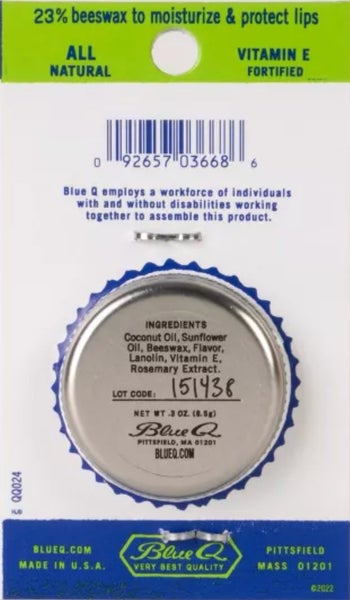 23% beeswax to moisturize & protect lips
ALL NATURAL
VITAMIN E FORTIFIED
0 92657 03668 6
Blue Q employs a workforce of individuals
with and without disabilities working
together to assemble this product.
INGREDIENTS
Coconut Oil, Sunflower
Oil, Beeswax, Flavor,
Lanolin, Vitamin E,
Rosemary Extract.
LOT CODE: 151438
NET WT .3 OZ. (8.5g)
Blue Q
PITTSFIELD, MA 01201
BLUEQ.COM
QQ024
BLUEQ.COM
MADE IN U.S.A.
Blue Q
VERY BEST QUALITY
PITTSFIELD
MASS 01201
©2022